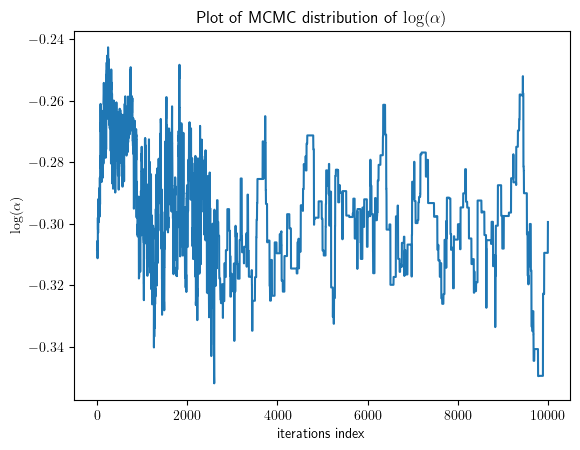 Plot of MCMC distribution of log(α)
log(α)
−0.24
−0.26
−0.28
−0.30
−0.32
−0.34
0 2000 4000 6000 8000 10000
iterations index